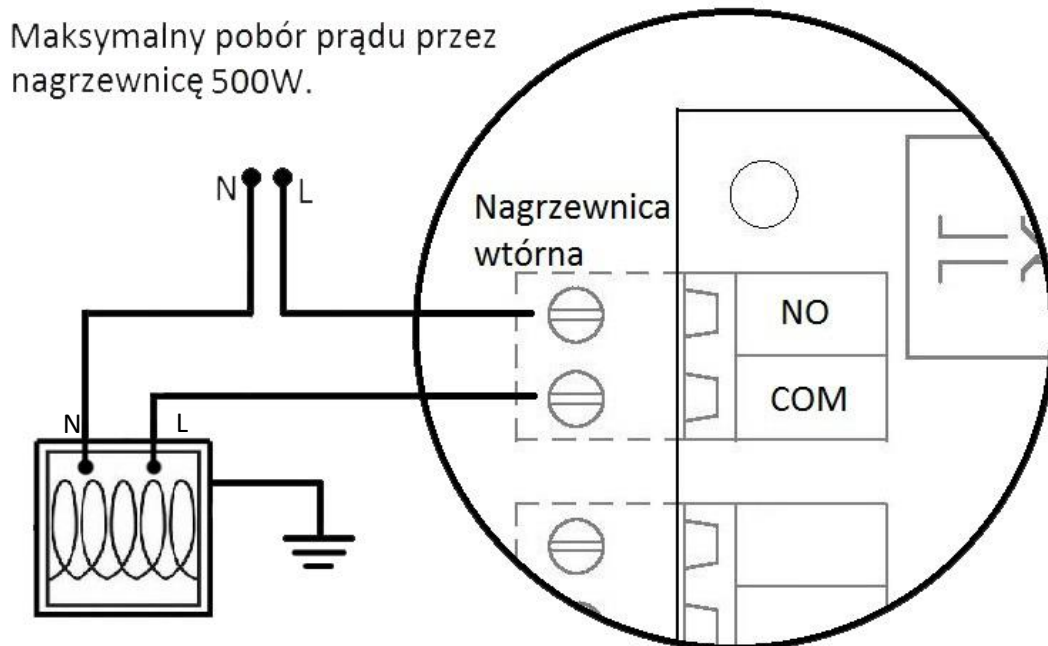 Maksymalny pobór prądu przez
nagrzewnicę 500W.
N L
Nagrzewnica
wtórna
NO
COM
N L